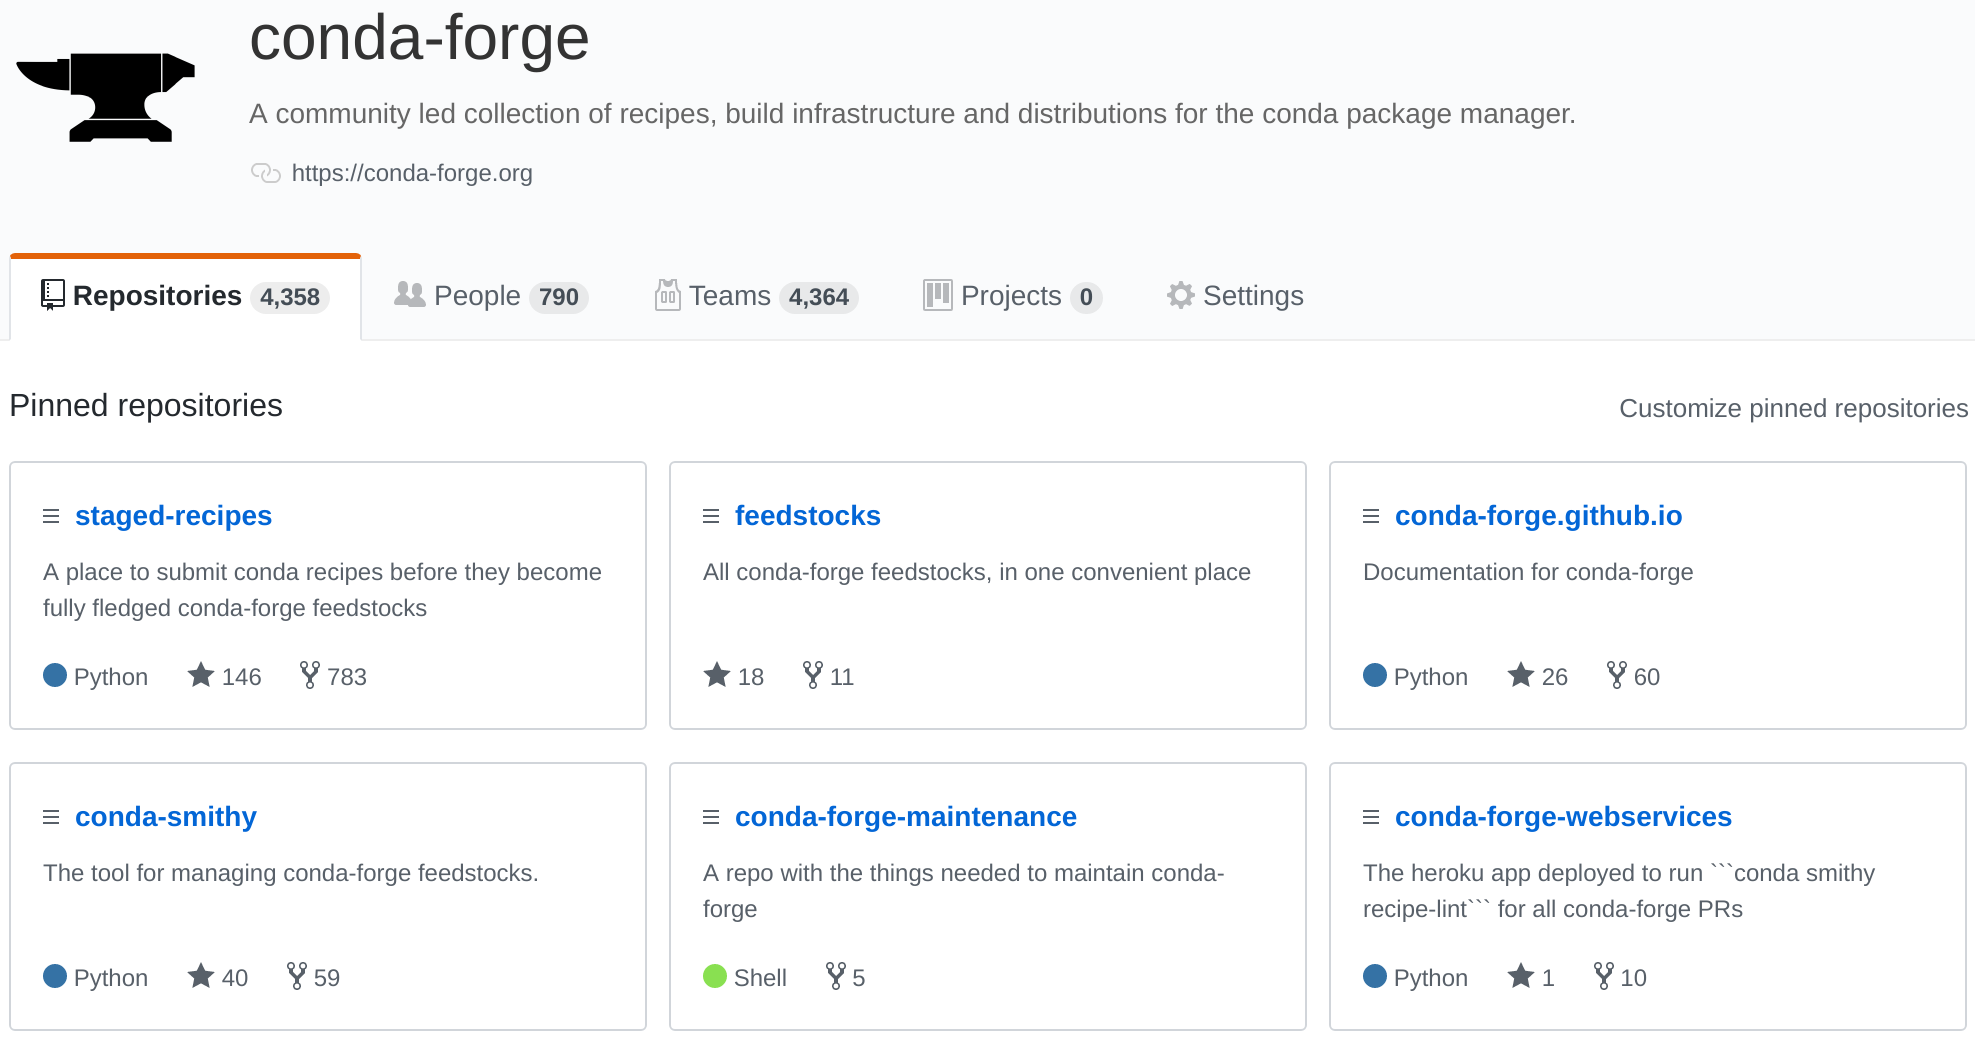 conda-forge
A community led collection of recipes, build infrastructure and distributions for the conda package manager.
https://conda-forge.org
Repositories 4,358 People 790 Teams 4,364 Projects 0 Settings
Pinned repositories Customize pinned repositories
staged-recipes
A place to submit conda recipes before they become
fully fledged conda-forge feedstocks
Python 146 783
feedstocks
All conda-forge feedstocks, in one convenient place
18 11
conda-forge.github.io
Documentation for conda-forge
Python 26 60
conda-smithy
The tool for managing conda-forge feedstocks.
Python 40 59
conda-forge-maintenance
A repo with the things needed to maintain conda-
forge
Shell 5
conda-forge-webservices
The heroku app deployed to run ```conda smithy
recipe-lint``` for all conda-forge PRs
Python 1 10